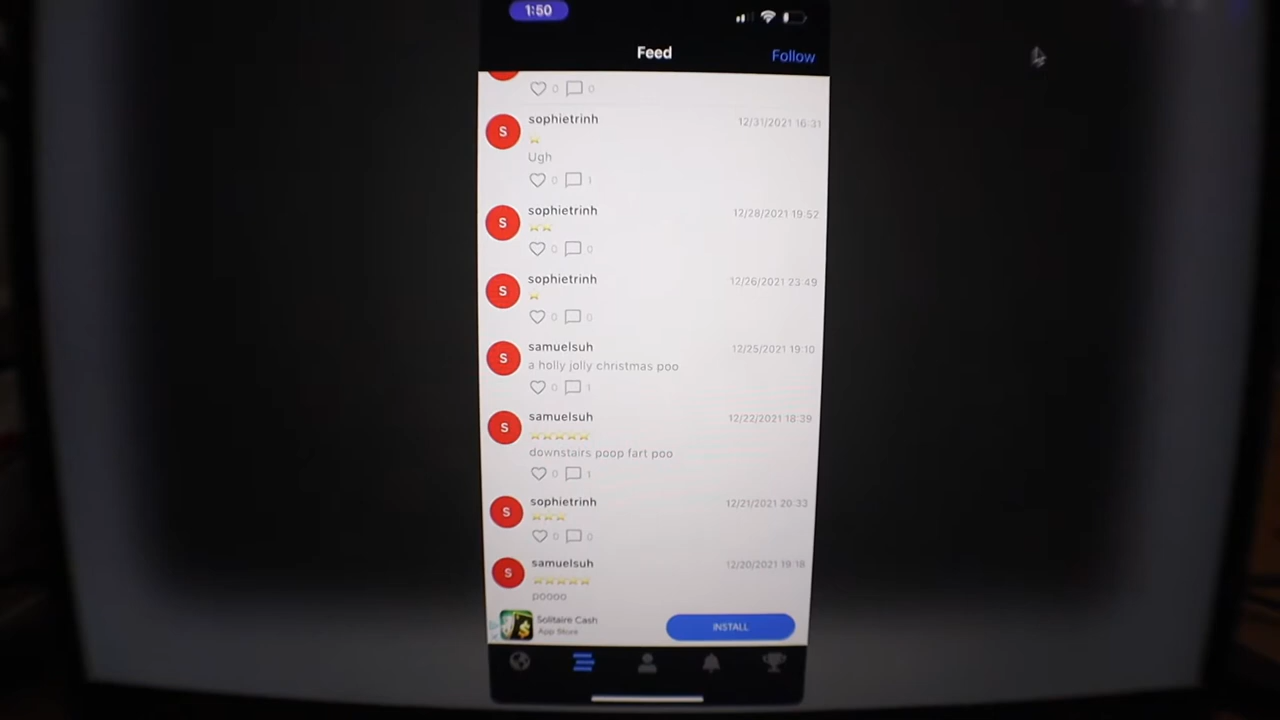 1:50
Feed
Follow
0 0
sophietrinh 12/31/2021 16:31
S
Ugh
0 1
sophietrinh 12/28/2021 19:52
S
0 0
sophietrinh 12/26/2021 23:49
S
0 0
samuelsuh 12/25/2021 19:10
S
a holly jolly christmas poo
0 1
samuelsuh 12/22/2021 18:39
S
downstairs poop fart poo
0 1
sophietrinh 12/21/2021 20:33
S
0 0
samuelsuh 12/20/2021 19:18
S
poooo
Solitaire Cash
App Store
INSTALL